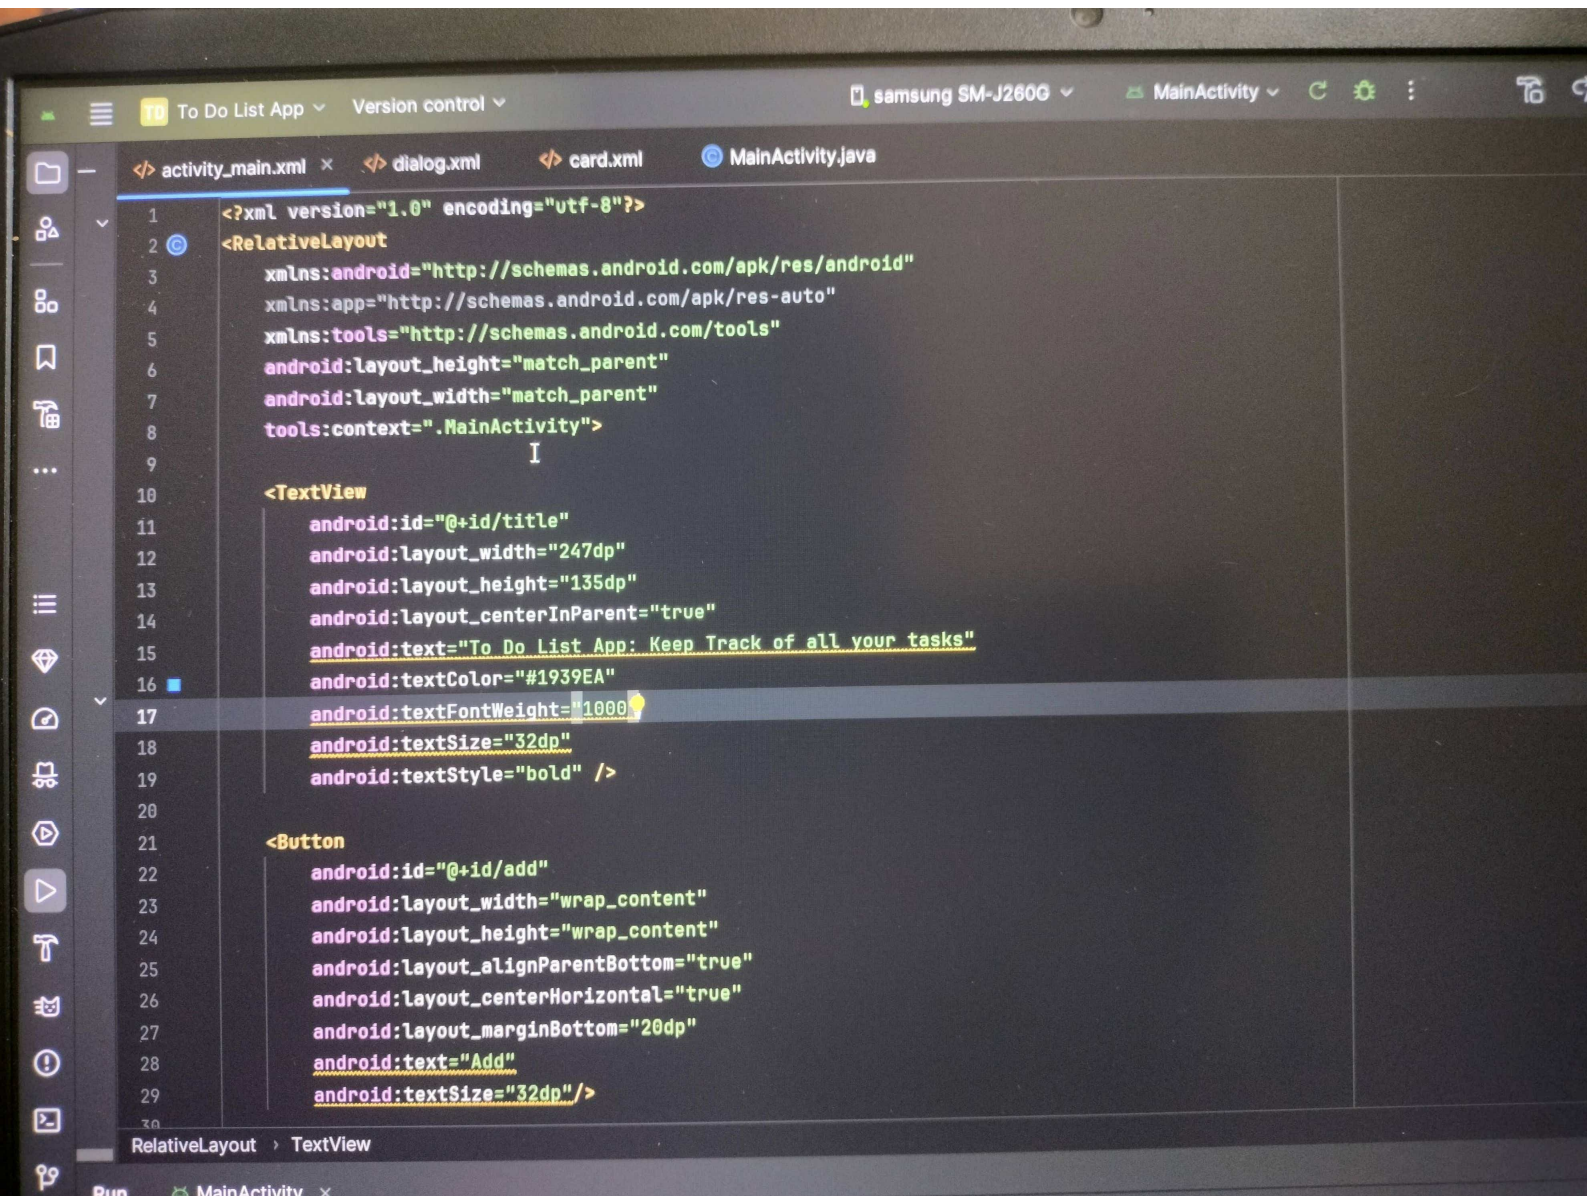 TD To Do List App Version control samsung SM-J260G MainActivity
activity_main.xml dialog.xml card.xml MainActivity.java
1 <?xml version="1.0" encoding="utf-8"?>
2 <RelativeLayout
3 xmlns:android="http://schemas.android.com/apk/res/android"
4 xmlns:app="http://schemas.android.com/apk/res-auto"
5 xmlns:tools="http://schemas.android.com/tools"
6 android:layout_height="match_parent"
7 android:layout_width="match_parent"
8 tools:context=".MainActivity">
9
10 <TextView
11 android:id="@+id/title"
12 android:layout_width="247dp"
13 android:layout_height="135dp"
14 android:layout_centerInParent="true"
15 android:text="To Do List App: Keep Track of all your tasks"
16 android:textColor="#1939EA"
17 android:textFontWeight="1000
18 android:textSize="32dp"
19 android:textStyle="bold" />
20
21 <Button
22 android:id="@+id/add"
23 android:layout_width="wrap_content"
24 android:layout_height="wrap_content"
25 android:layout_alignParentBottom="true"
26 android:layout_centerHorizontal="true"
27 android:layout_marginBottom="20dp"
28 android:text="Add"
29 android:textSize="32dp"/>
30
RelativeLayout › TextView
Run MainActivity